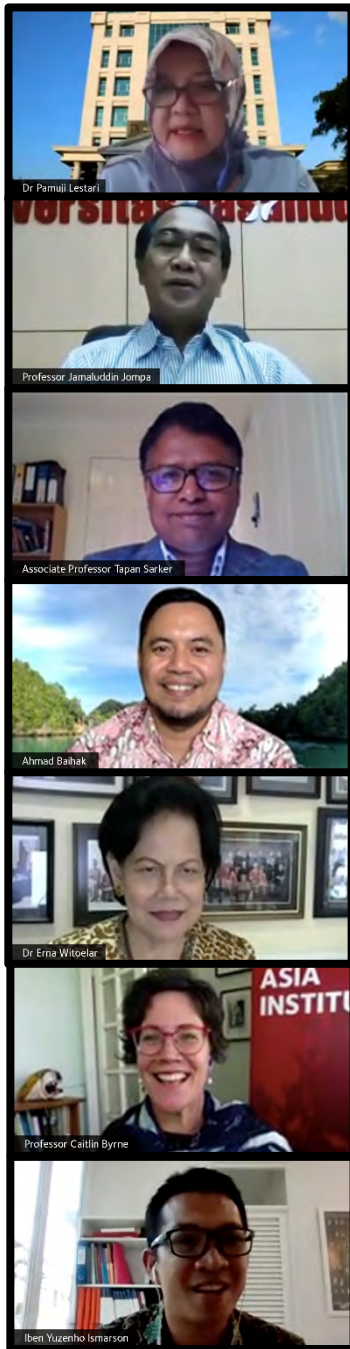 Dr Pamuji Lestari
versitas Hasanud
Professor Jamaluddin Jompa
Associate Professor Tapan Sarker
Ahmad Baihak
Dr Erna Witoelar
ASIA
INSTITU
Professor Caitlin Byrne
Iben Yuzenho Ismarson